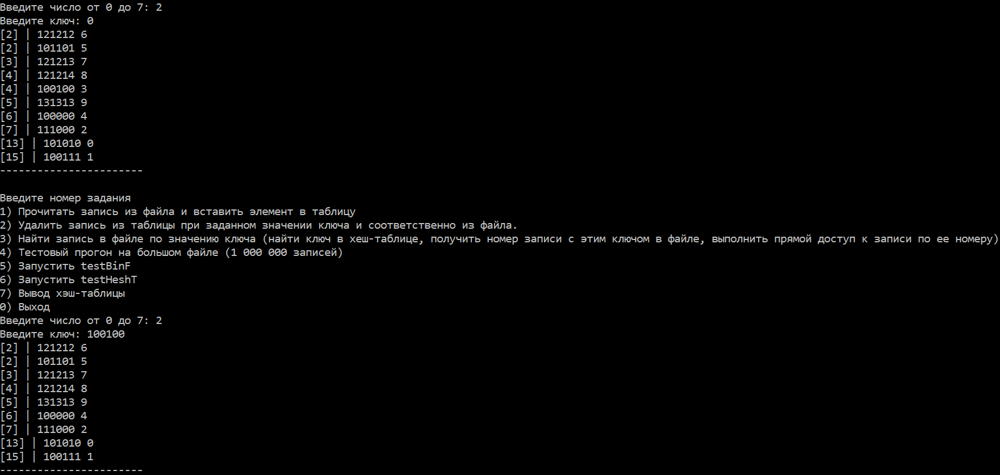 Введите число от 0 до 7: 2
Введите ключ: 0
[2] | 121212 6
[2] | 101101 5
[3] | 121213 7
[4] | 121214 8
[4] | 100100 3
[5] | 131313 9
[6] | 100000 4
[7] | 111000 2
[13] | 101010 0
[15] | 100111 1
-----------------------
Введите номер задания
1) Прочитать запись из файла и вставить элемент в таблицу
2) Удалить запись из таблицы при заданном значении ключа и соответственно из файла.
3) Найти запись в файле по значению ключа (найти ключ в хеш-таблице, получить номер записи с этим ключом в файле, выполнить прямой доступ к записи по ее номеру)
4) Тестовый прогон на большом файле (1 000 000 записей)
5) Запустить testBinF
6) Запустить testHeshT
7) Вывод хэш-таблицы
0) Выход
Введите число от 0 до 7: 2
Введите ключ: 100100
[2] | 121212 6
[2] | 101101 5
[3] | 121213 7
[4] | 121214 8
[5] | 131313 9
[6] | 100000 4
[7] | 111000 2
[13] | 101010 0
[15] | 100111 1
-----------------------